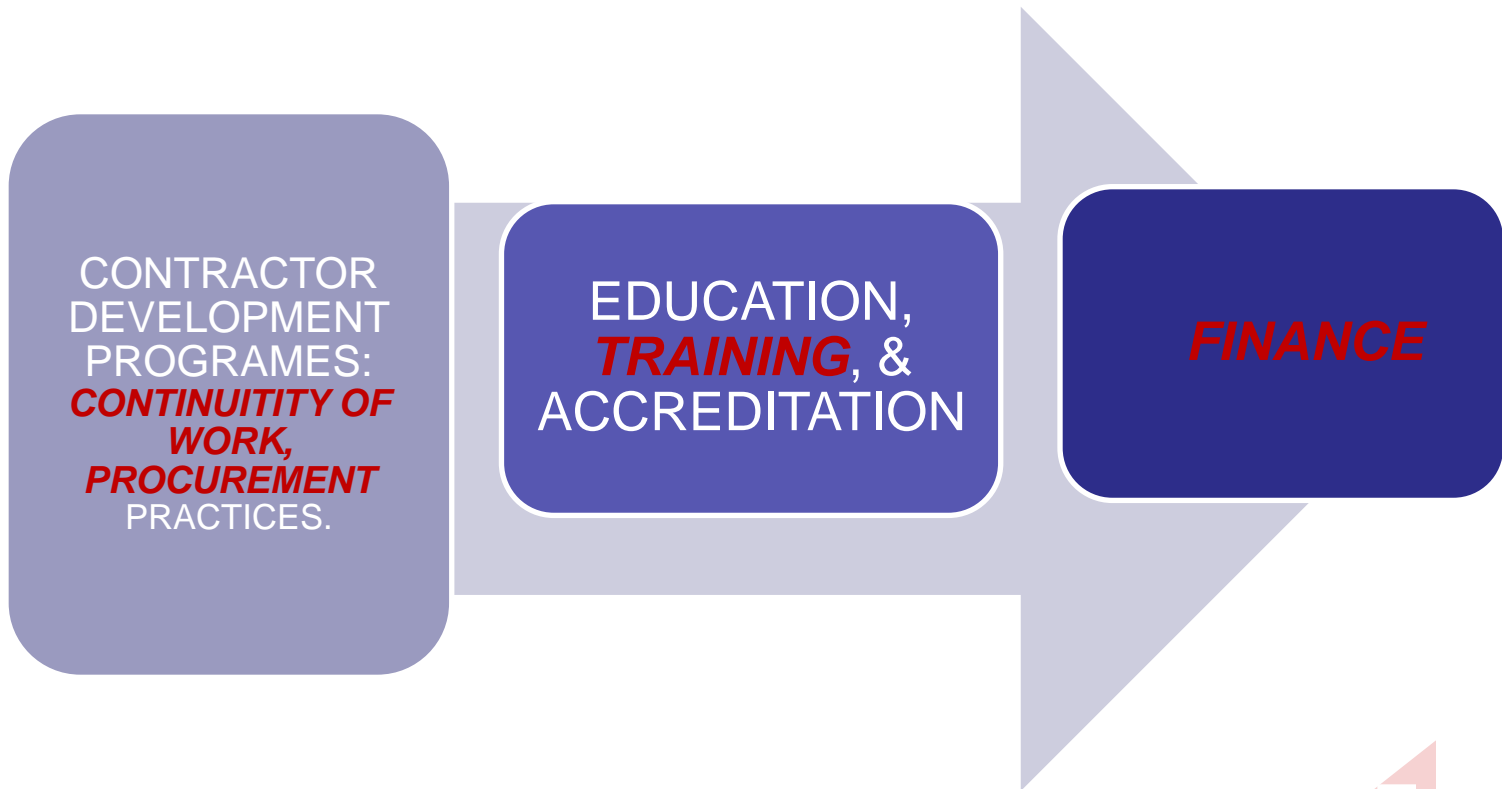 CONTRACTOR
DEVELOPMENT
PROGRAMES:
CONTINUITITY OF
WORK,
PROCUREMENT
PRACTICES.
EDUCATION,
TRAINING, &
ACCREDITATION
FINANCE